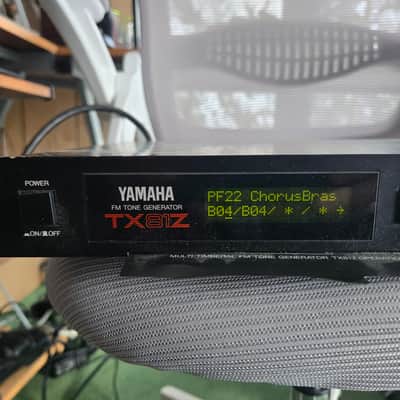 POWER
▬ON/▟OFF
YAMAHA
FM TONE GENERATOR
TX81Z
PF22 ChorusBras
B04/B04/ * / * →
MULTI-TIMBRAL FM TONE GENERATOR TX81Z